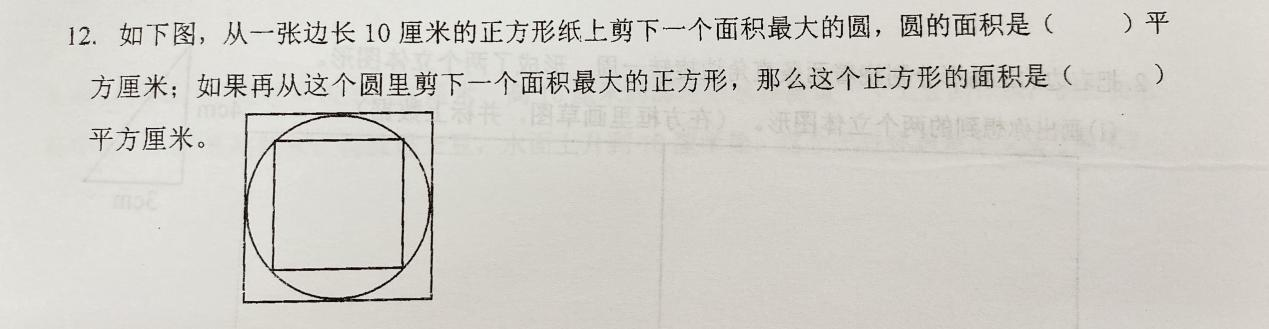 12. 如下图，从一张边长 10 厘米的正方形纸上剪下一个面积最大的圆，圆的面积是（　　）平
方厘米；如果再从这个圆里剪下一个面积最大的正方形，那么这个正方形的面积是（　　）
平方厘米。
4cm
3cm